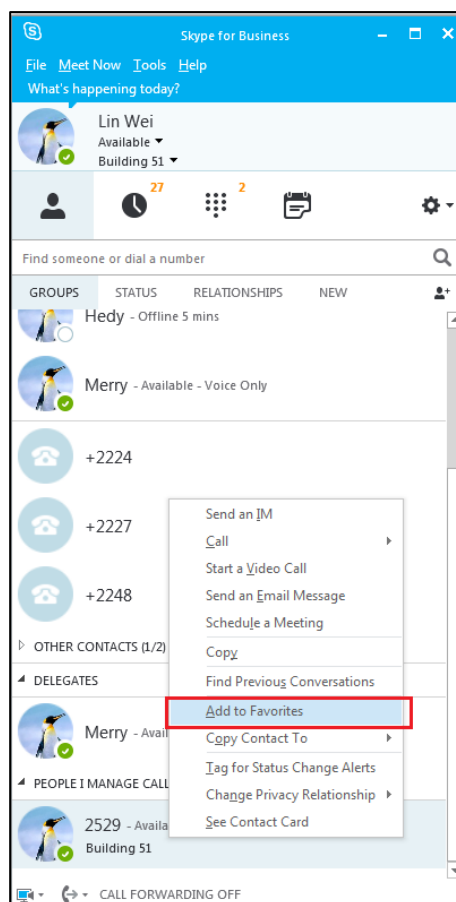 Skype for Business
File Meet Now Tools Help
What's happening today?
Lin Wei
Available
Building 51
27 2
Find someone or dial a number
GROUPS STATUS RELATIONSHIPS NEW
Hedy - Offline 5 mins
Merry - Available - Voice Only
+2224
+2227
+2248
OTHER CONTACTS (1/2)
DELEGATES
Merry - Avail
PEOPLE I MANAGE CALL
2529 - Availa
Building 51
Send an IM
Call
Start a Video Call
Send an Email Message
Schedule a Meeting
Copy
Find Previous Conversations
Add to Favorites
Copy Contact To
Tag for Status Change Alerts
Change Privacy Relationship
See Contact Card
CALL FORWARDING OFF